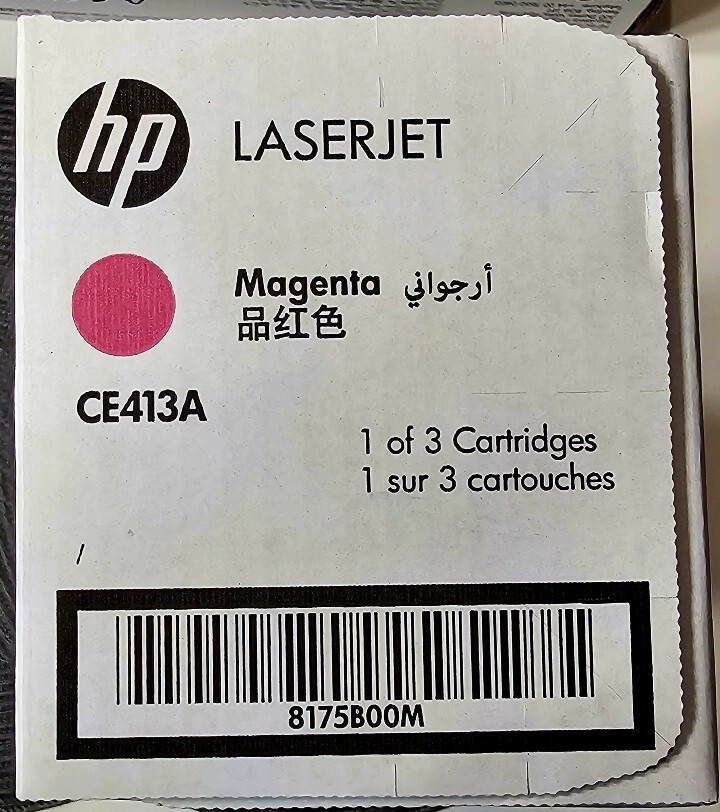 hp LASERJET
Magenta أرجواني
品红色
CE413A
1 of 3 Cartridges
1 sur 3 cartouches
8175B00M